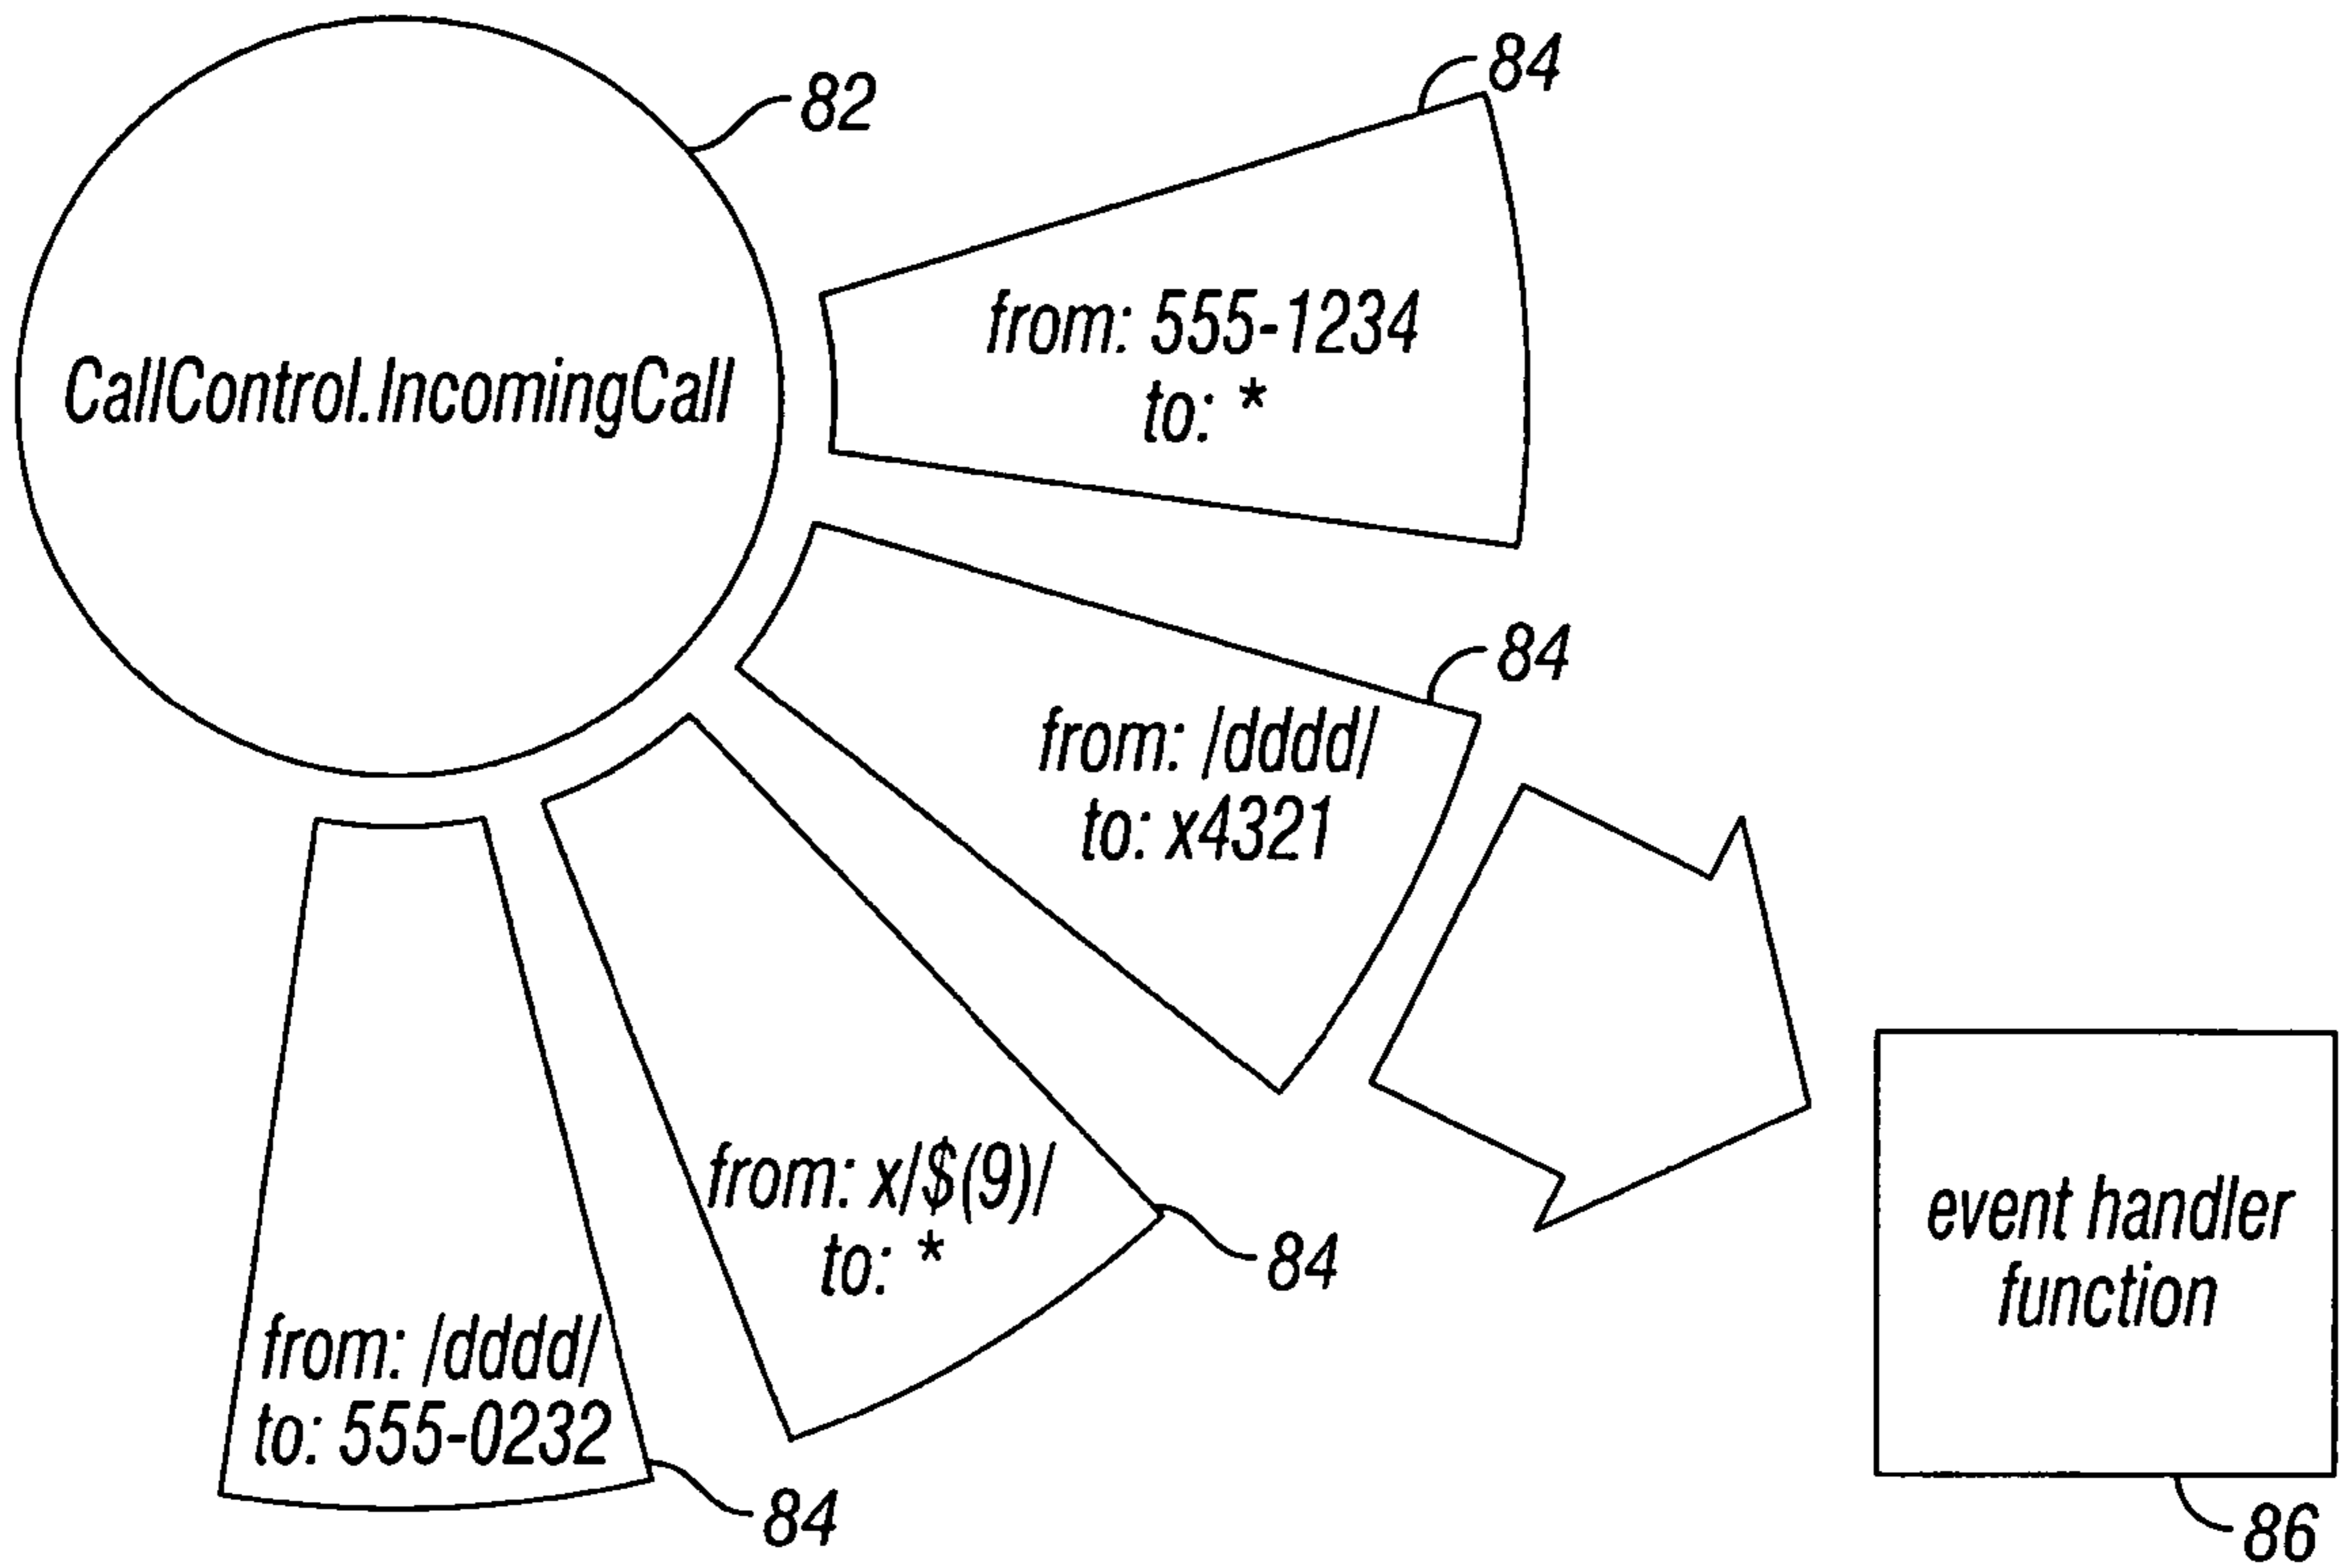 84
82
from: 555-1234
to: *
CallControl.IncomingCall
84
from: /dddd/
to: x4321
from: x/$(9)/
to: *
84
event handler
function
from: /dddd/
to: 555-0232
84
86